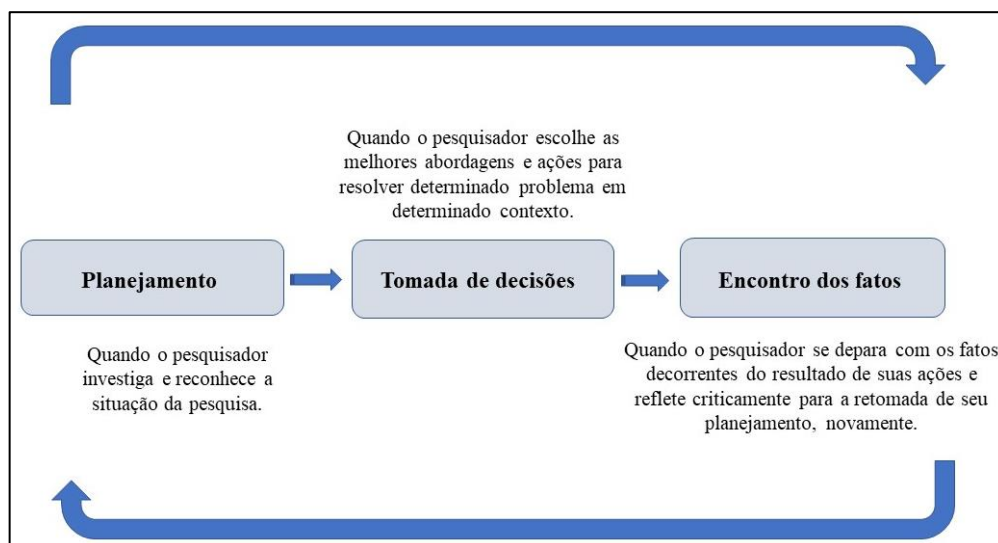 Quando o pesquisador escolhe as
melhores abordagens e ações para
resolver determinado problema em
determinado contexto.
Planejamento
Tomada de decisões
Encontro dos fatos
Quando o pesquisador
investiga e reconhece a
situação da pesquisa.
Quando o pesquisador se depara com os fatos
decorrentes do resultado de suas ações e
reflete criticamente para a retomada de seu
planejamento, novamente.